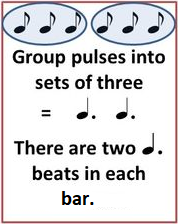 Group pulses into
sets of three
= ♩. ♩.
There are two ♩.
beats in each
bar.